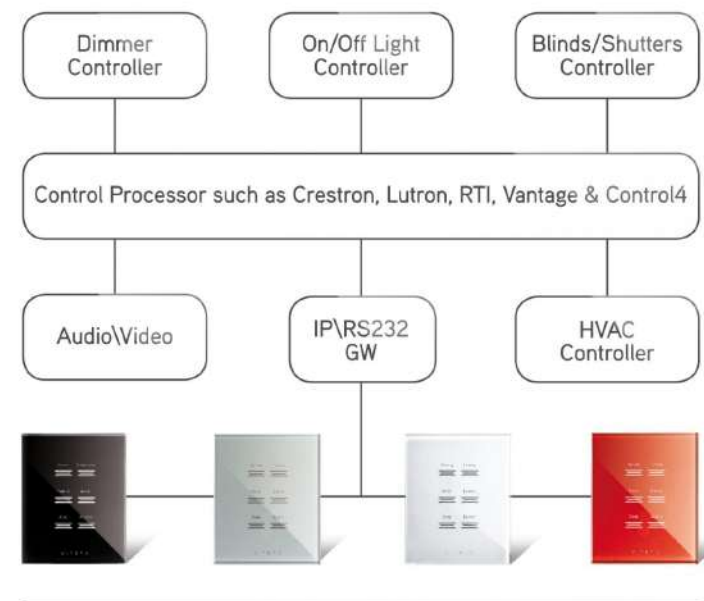 Dimmer
Controller
On/Off Light
Controller
Blinds/Shutters
Controller
Control Processor such as Crestron, Lutron, RTI, Vantage & Control4
Audio\Video
IP\RS232
GW
HVAC
Controller